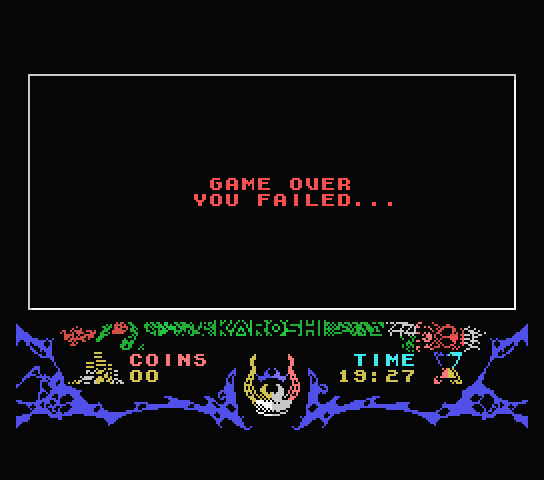 GAME OVER
YOU FAILED...
KAROSHI
COINS
00
TIME
19:27